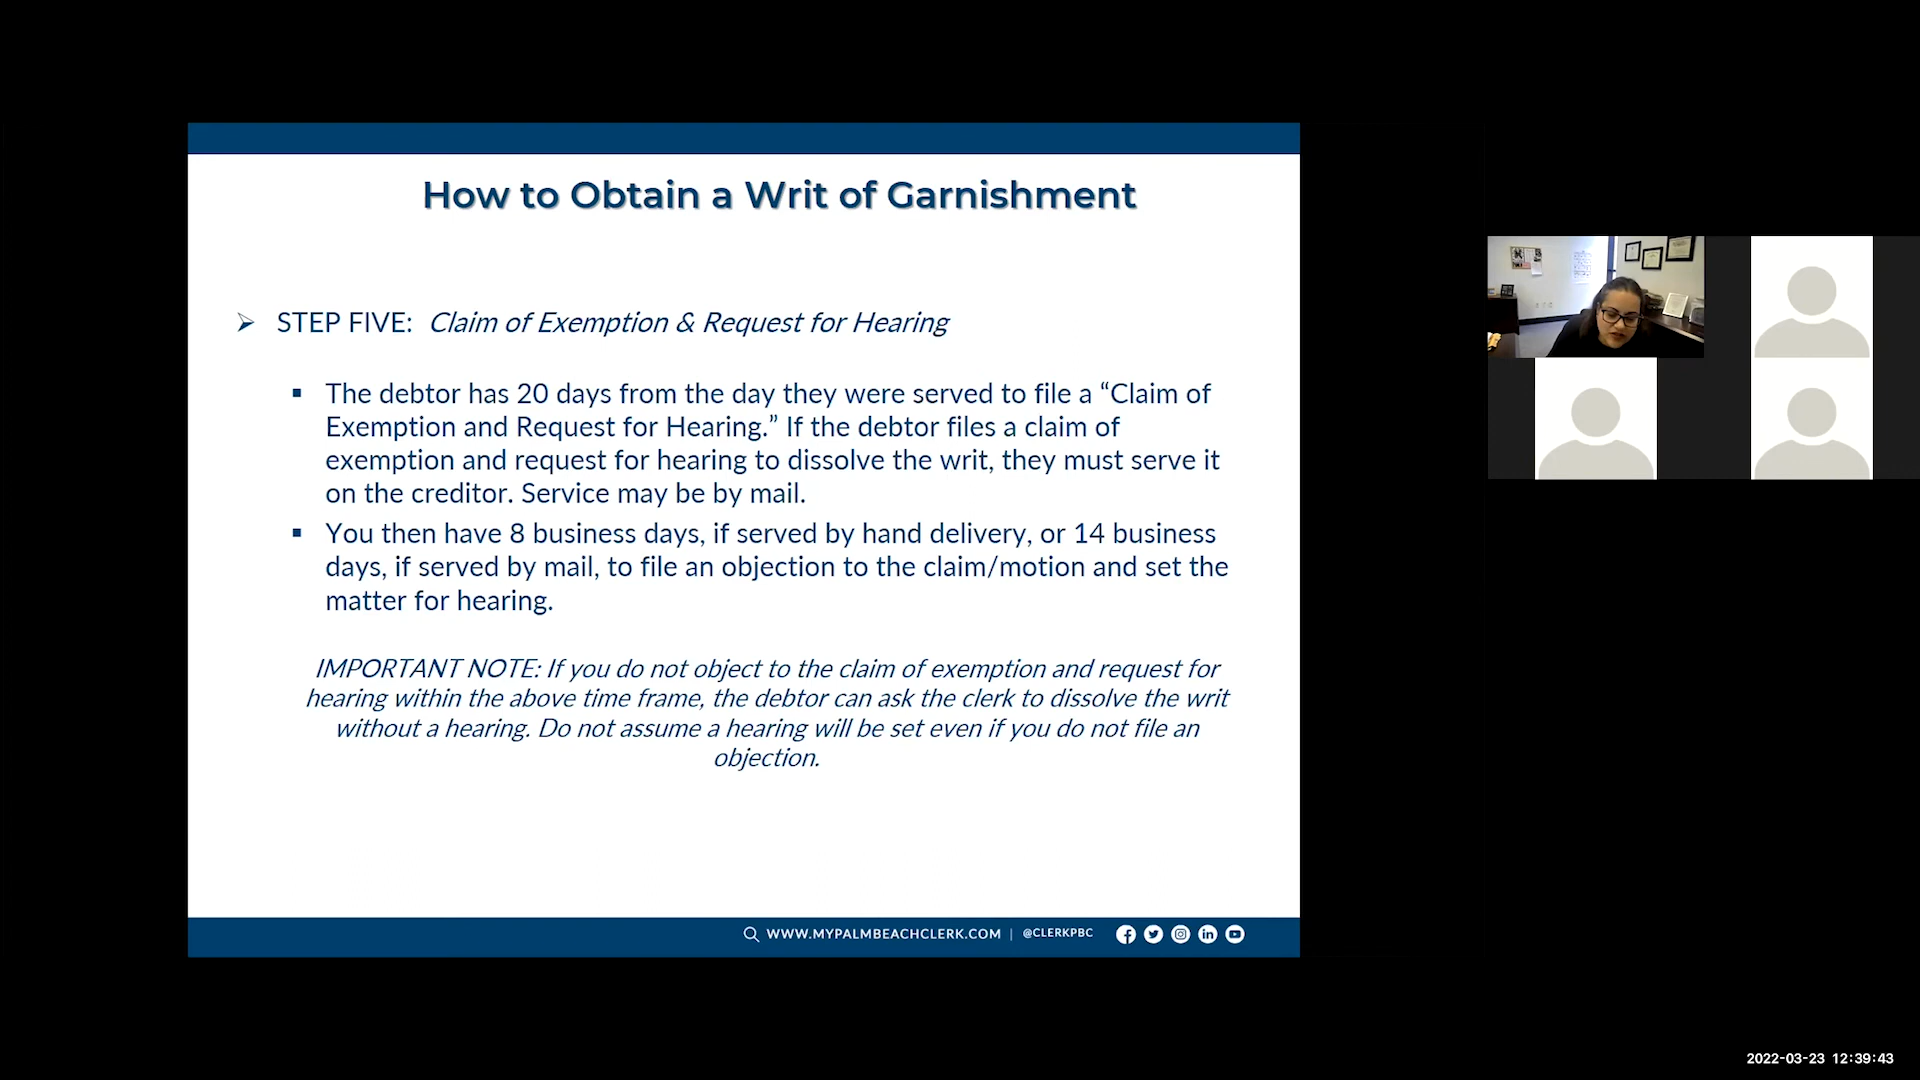 How to Obtain a Writ of Garnishment
➢ STEP FIVE: Claim of Exemption & Request for Hearing
▪ The debtor has 20 days from the day they were served to file a “Claim of
Exemption and Request for Hearing.” If the debtor files a claim of
exemption and request for hearing to dissolve the writ, they must serve it
on the creditor. Service may be by mail.
▪ You then have 8 business days, if served by hand delivery, or 14 business
days, if served by mail, to file an objection to the claim/motion and set the
matter for hearing.
IMPORTANT NOTE: If you do not object to the claim of exemption and request for
hearing within the above time frame, the debtor can ask the clerk to dissolve the writ
without a hearing. Do not assume a hearing will be set even if you do not file an
objection.
WWW.MYPALMBEACHCLERK.COM | @CLERKPBC
2022-03-23 12:39:43